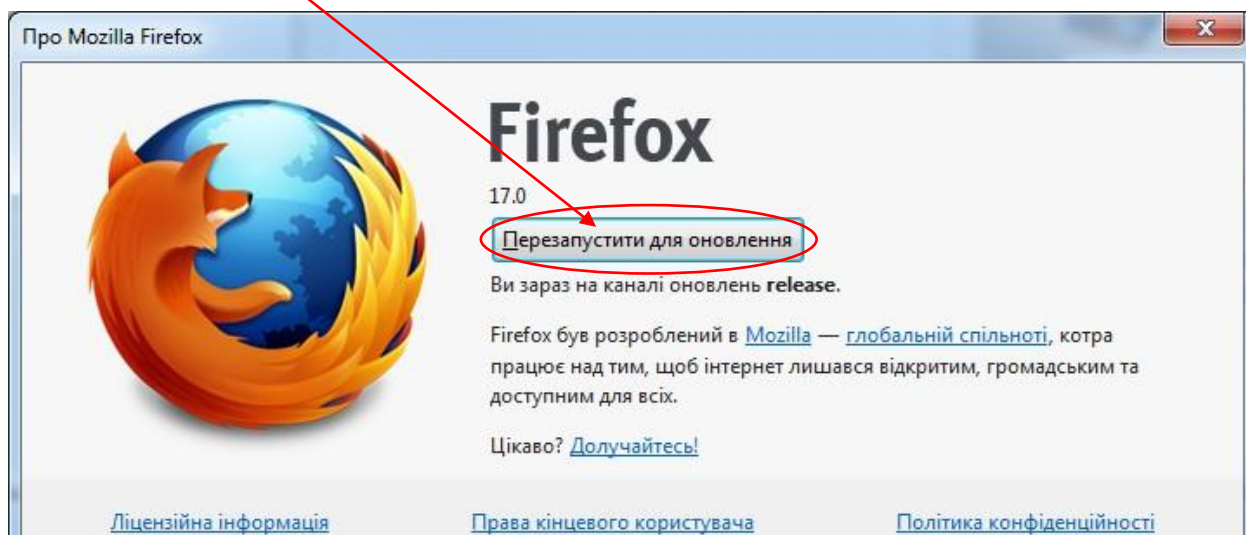 Про Mozilla Firefox
Firefox
17.0
Перезапустити для оновлення
Ви зараз на каналі оновлень release.
Firefox був розроблений в Mozilla — глобальній спільноті, котра
працює над тим, щоб інтернет лишався відкритим, громадським та
доступним для всіх.
Цікаво? Долучайтесь!
Ліцензійна інформація Права кінцевого користувача Політика конфіденційності